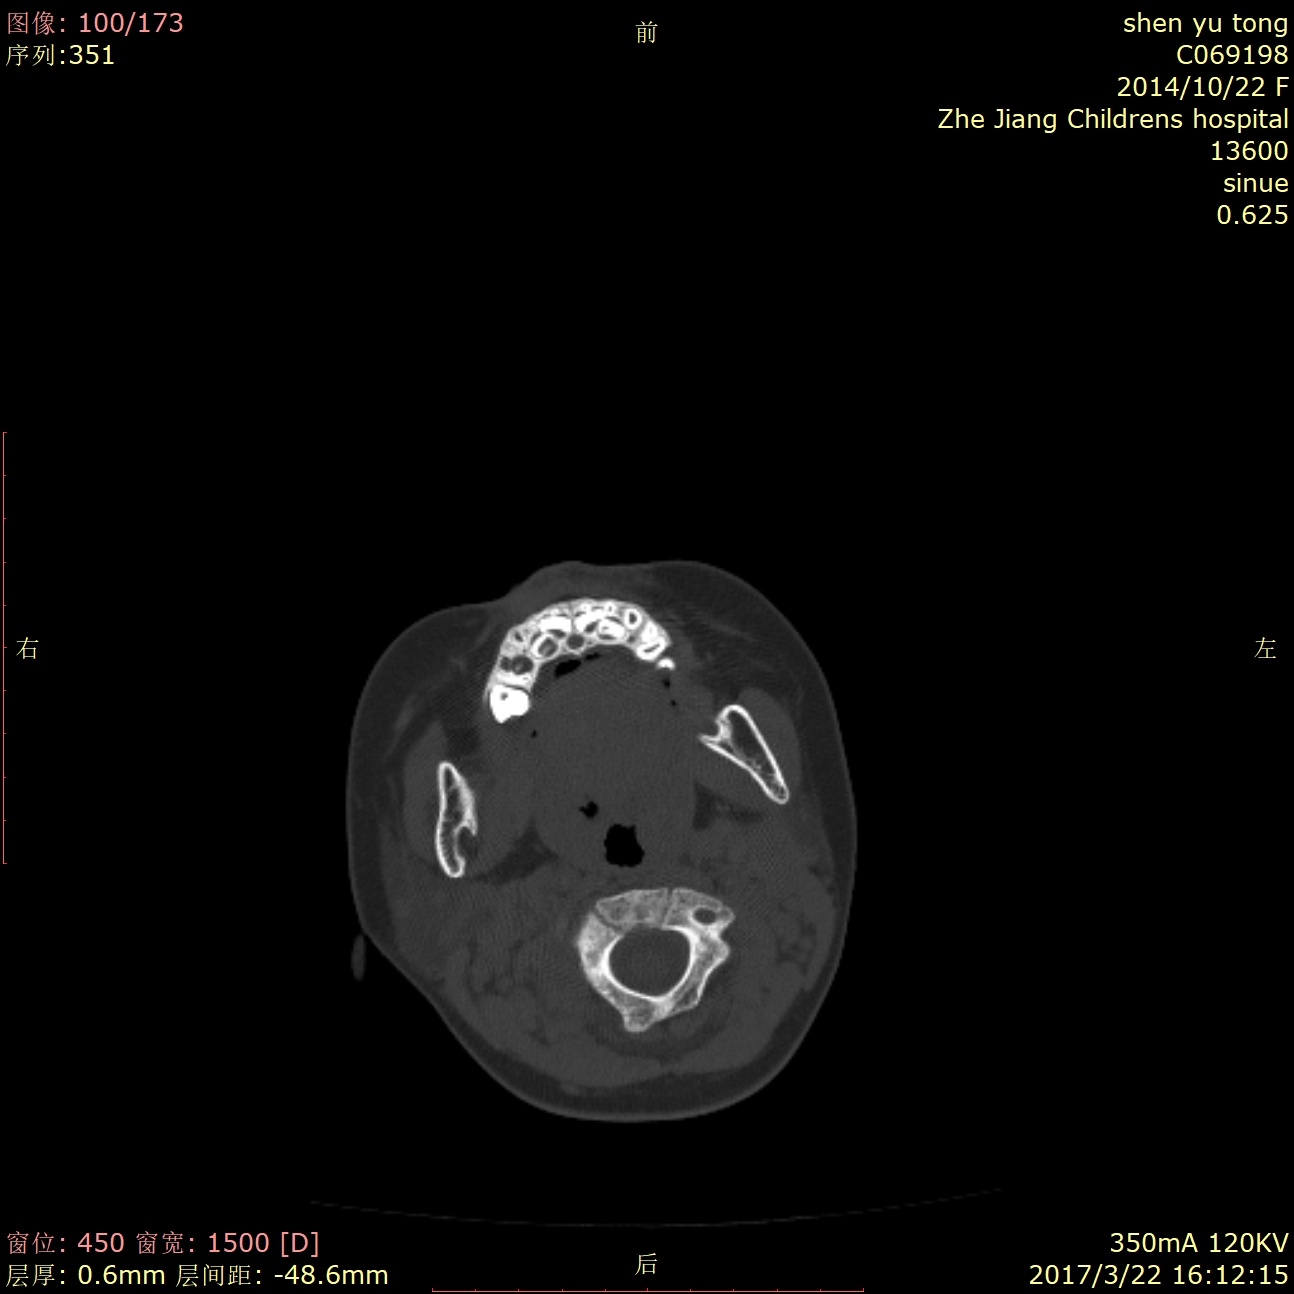 图像: 100/173
序列:351
前
shen yu tong
C069198
2014/10/22 F
Zhe Jiang Childrens hospital
13600
sinue
0.625
右
左
窗位: 450 窗宽: 1500 [D]
层厚: 0.6mm 层间距: -48.6mm
后
350mA 120KV
2017/3/22 16:12:15